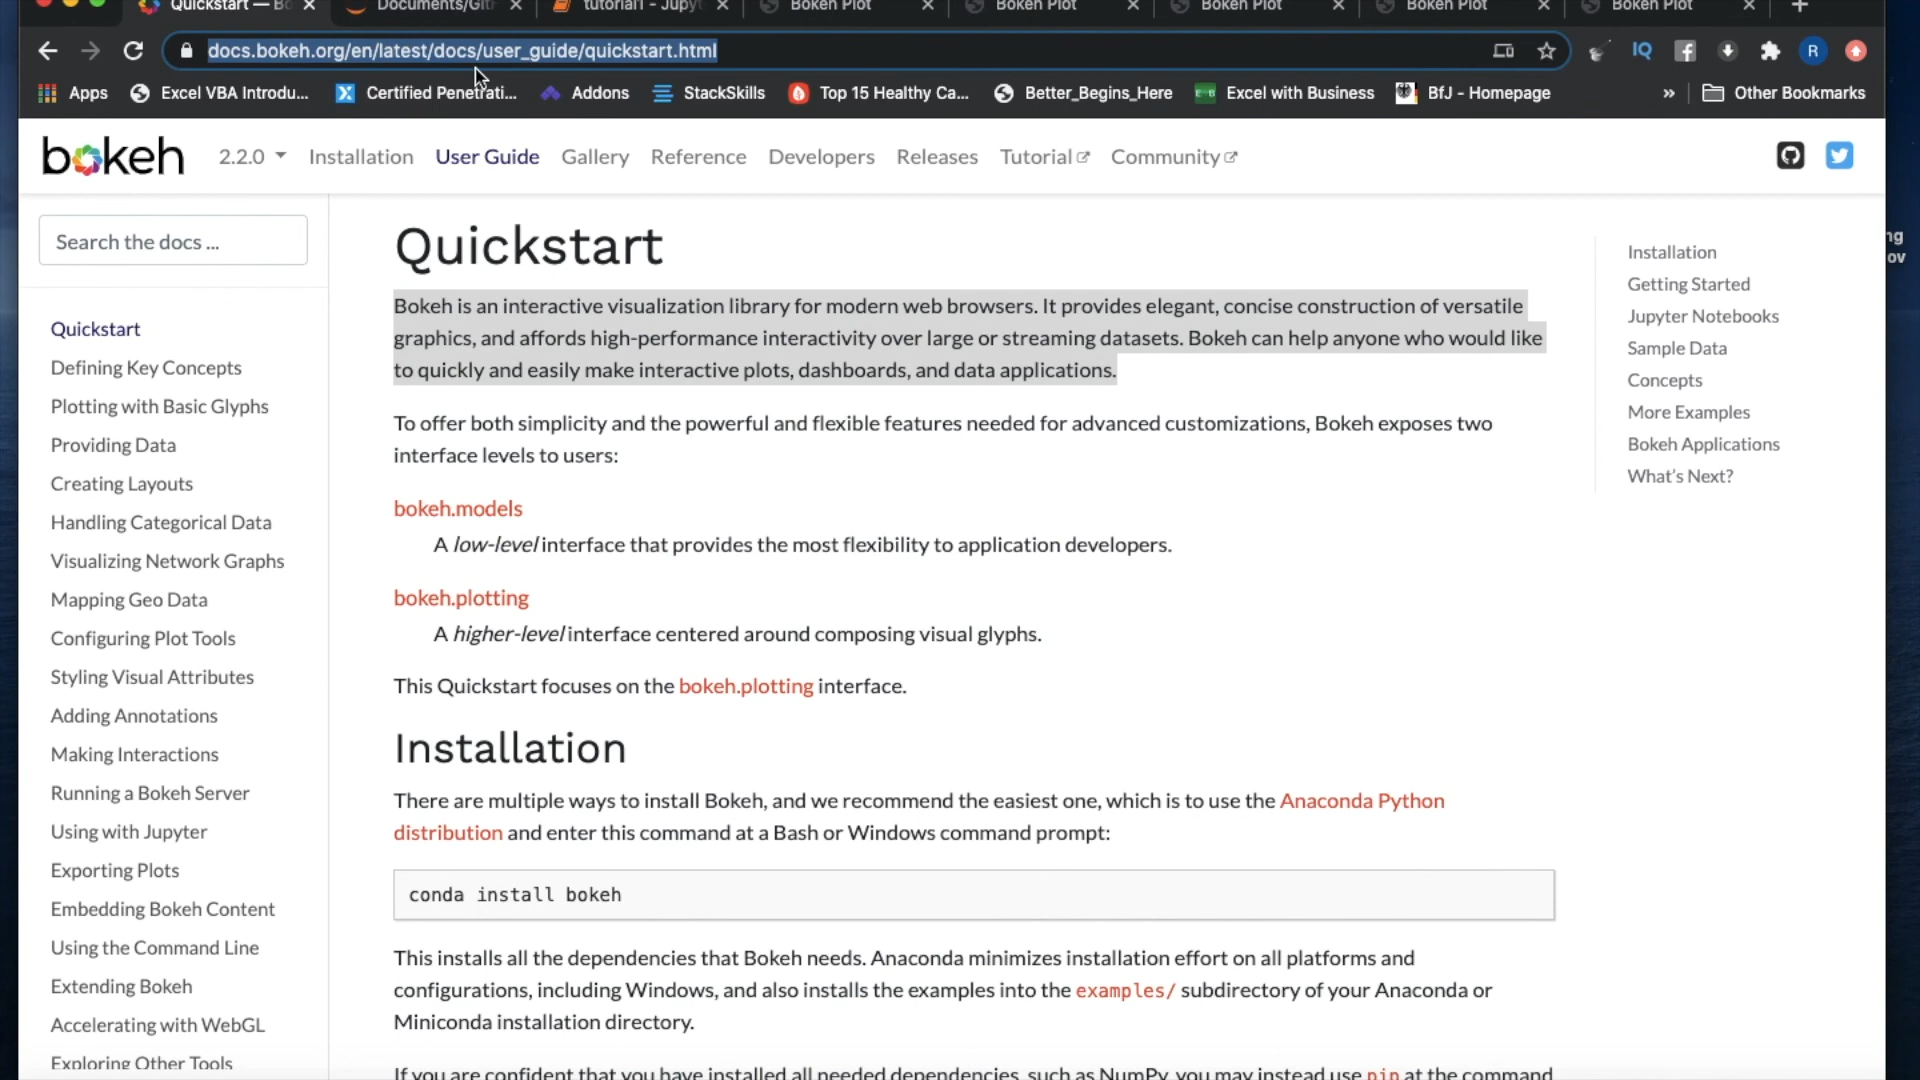 Quickstart — Bo
Documents/Git
tutorial1 - Jupyt
Bokeh Plot
Bokeh Plot
Bokeh Plot
Bokeh Plot
Bokeh Plot
docs.bokeh.org/en/latest/docs/user_guide/quickstart.html
IQ
R
Apps
Excel VBA Introdu...
Certified Penetrati...
Addons
StackSkills
Top 15 Healthy Ca...
Better_Begins_Here
Excel with Business
BfJ - Homepage
»
Other Bookmarks
bokeh
2.2.0
Installation
User Guide
Gallery
Reference
Developers
Releases
Tutorial
Community
Search the docs ...
Quickstart
Defining Key Concepts
Plotting with Basic Glyphs
Providing Data
Creating Layouts
Handling Categorical Data
Visualizing Network Graphs
Mapping Geo Data
Configuring Plot Tools
Styling Visual Attributes
Adding Annotations
Making Interactions
Running a Bokeh Server
Using with Jupyter
Exporting Plots
Embedding Bokeh Content
Using the Command Line
Extending Bokeh
Accelerating with WebGL
Exploring Other Tools
Quickstart
Bokeh is an interactive visualization library for modern web browsers. It provides elegant, concise construction of versatile
graphics, and affords high-performance interactivity over large or streaming datasets. Bokeh can help anyone who would like
to quickly and easily make interactive plots, dashboards, and data applications.
To offer both simplicity and the powerful and flexible features needed for advanced customizations, Bokeh exposes two
interface levels to users:
bokeh.models
A low-level interface that provides the most flexibility to application developers.
bokeh.plotting
A higher-level interface centered around composing visual glyphs.
This Quickstart focuses on the bokeh.plotting interface.
Installation
There are multiple ways to install Bokeh, and we recommend the easiest one, which is to use the Anaconda Python
distribution and enter this command at a Bash or Windows command prompt:
conda install bokeh
This installs all the dependencies that Bokeh needs. Anaconda minimizes installation effort on all platforms and
configurations, including Windows, and also installs the examples into the examples/ subdirectory of your Anaconda or
Miniconda installation directory.
If you are confident that you have installed all needed dependencies, such as NumPy, you may instead use pip at the command
Installation
Getting Started
Jupyter Notebooks
Sample Data
Concepts
More Examples
Bokeh Applications
What's Next?
ng
ov